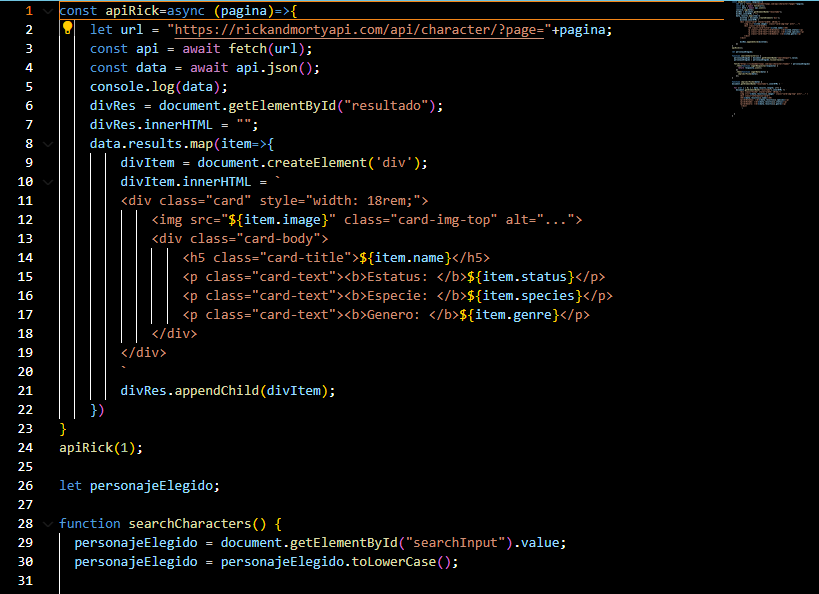 1 const apiRick=async (pagina)=>{
2 let url = "https://rickandmortyapi.com/api/character/?page="+pagina;
3 const api = await fetch(url);
4 const data = await api.json();
5 console.log(data);
6 divRes = document.getElementById("resultado");
7 divRes.innerHTML = "";
8 data.results.map(item=>{
9 divItem = document.createElement('div');
10 divItem.innerHTML = `
11 <div class="card" style="width: 18rem;">
12 <img src="${item.image}" class="card-img-top" alt="...">
13 <div class="card-body">
14 <h5 class="card-title">${item.name}</h5>
15 <p class="card-text"><b>Estatus: </b>${item.status}</p>
16 <p class="card-text"><b>Especie: </b>${item.species}</p>
17 <p class="card-text"><b>Genero: </b>${item.genre}</p>
18 </div>
19 </div>
20 `
21 divRes.appendChild(divItem);
22 })
23 }
24 apiRick(1);
25
26 let personajeElegido;
27
28 function searchCharacters() {
29 personajeElegido = document.getElementById("searchInput").value;
30 personajeElegido = personajeElegido.toLowerCase();
31